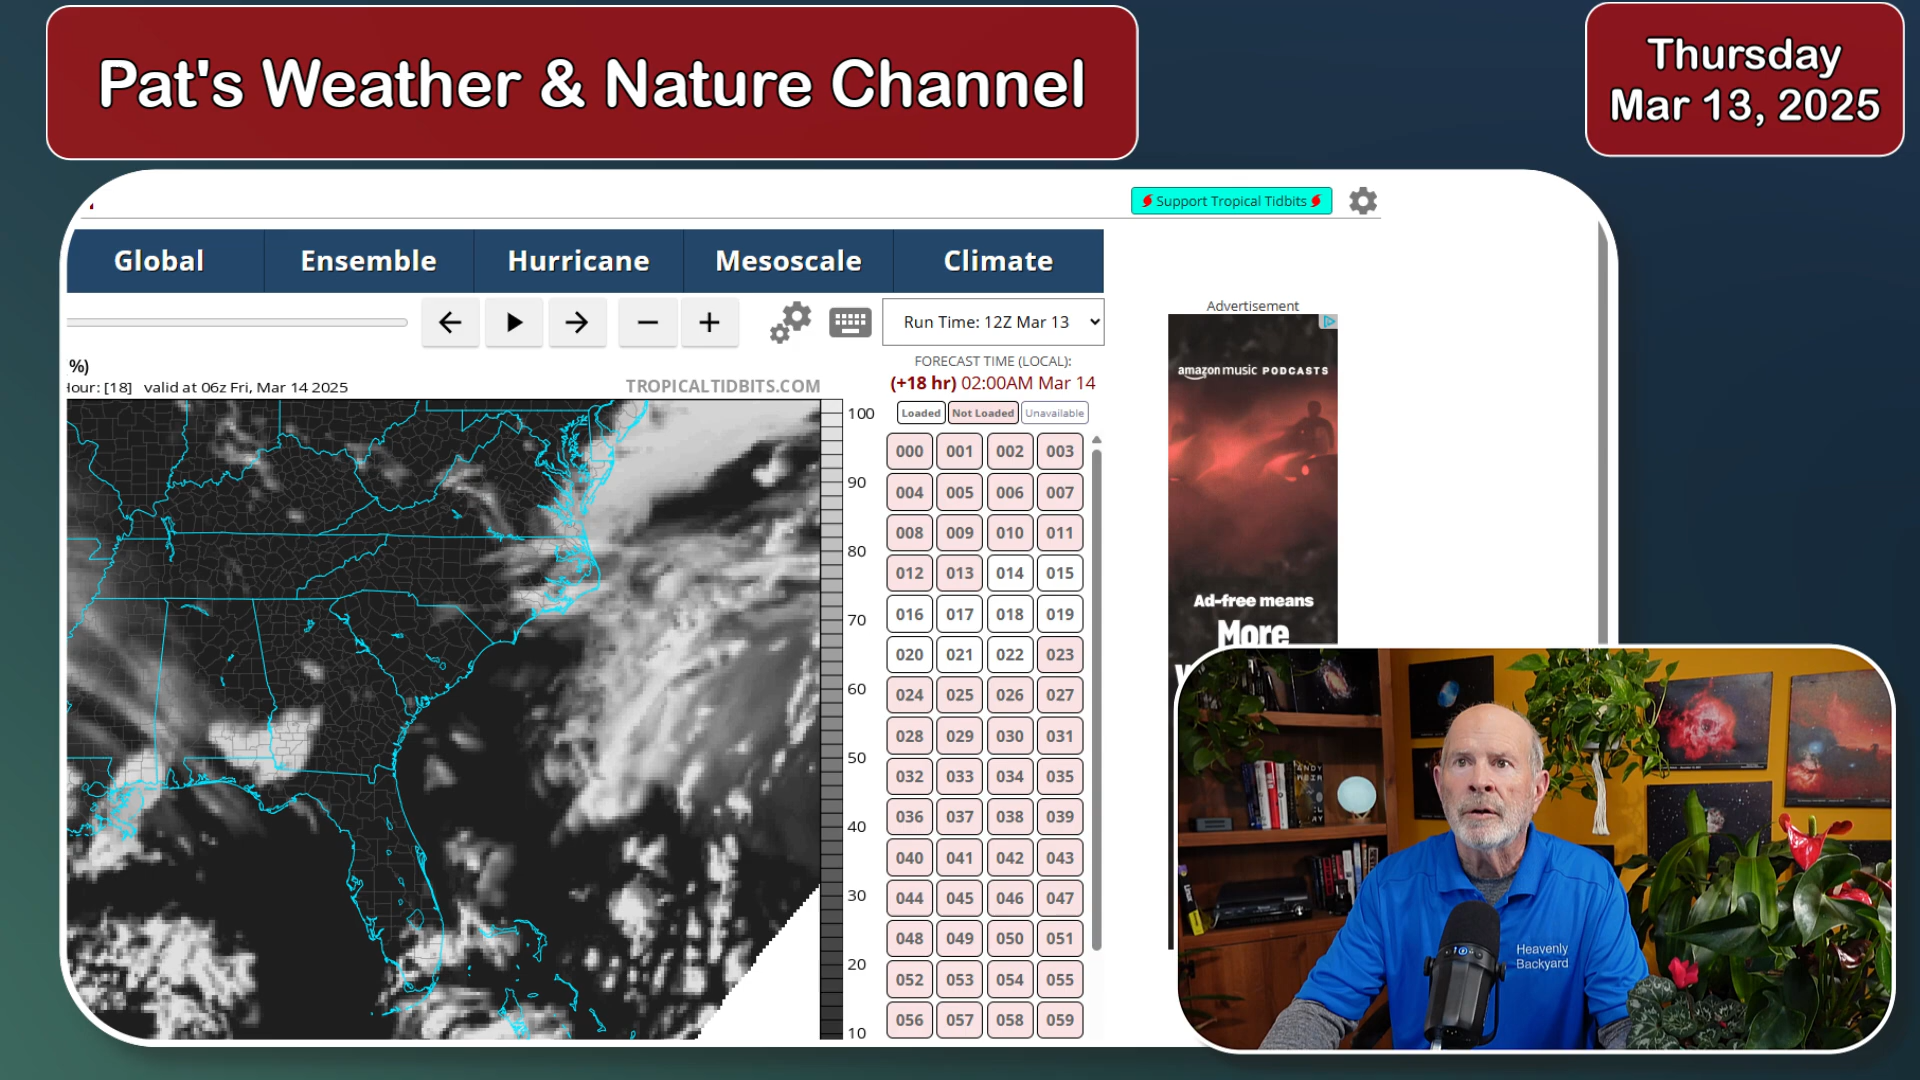 Pat's Weather & Nature Channel
Thursday
Mar 13, 2025
Support Tropical Tidbits
Global Ensemble Hurricane Mesoscale Climate
Run Time: 12Z Mar 13
%)
Hour: [18] valid at 06z Fri, Mar 14 2025
TROPICALTIDBITS.COM
FORECAST TIME (LOCAL):
(+18 hr) 02:00AM Mar 14
Loaded Not Loaded Unavailable
100
90
80
70
60
50
40
30
20
10
000 001 002 003
004 005 006 007
008 009 010 011
012 013 014 015
016 017 018 019
020 021 022 023
024 025 026 027
028 029 030 031
032 033 034 035
036 037 038 039
040 041 042 043
044 045 046 047
048 049 050 051
052 053 054 055
056 057 058 059
Advertisement
amazon music PODCASTS
Ad-free means
More
ANDY
WEIR
Heavenly
Backyard